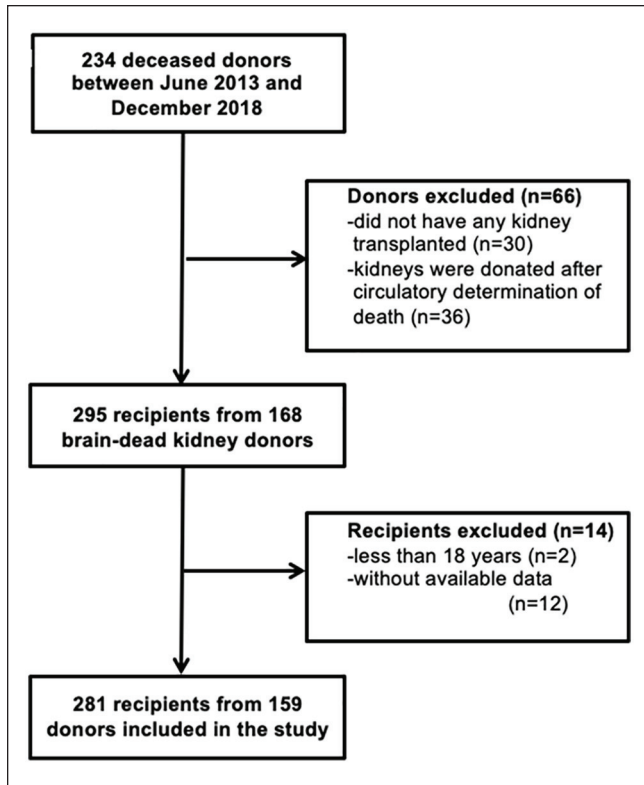 234 deceased donors
between June 2013 and
December 2018
Donors excluded (n=66)
-did not have any kidney
transplanted (n=30)
-kidneys were donated after
circulatory determination of
death (n=36)
295 recipients from 168
brain-dead kidney donors
Recipients excluded (n=14)
-less than 18 years (n=2)
-without available data
(n=12)
281 recipients from 159
donors included in the study